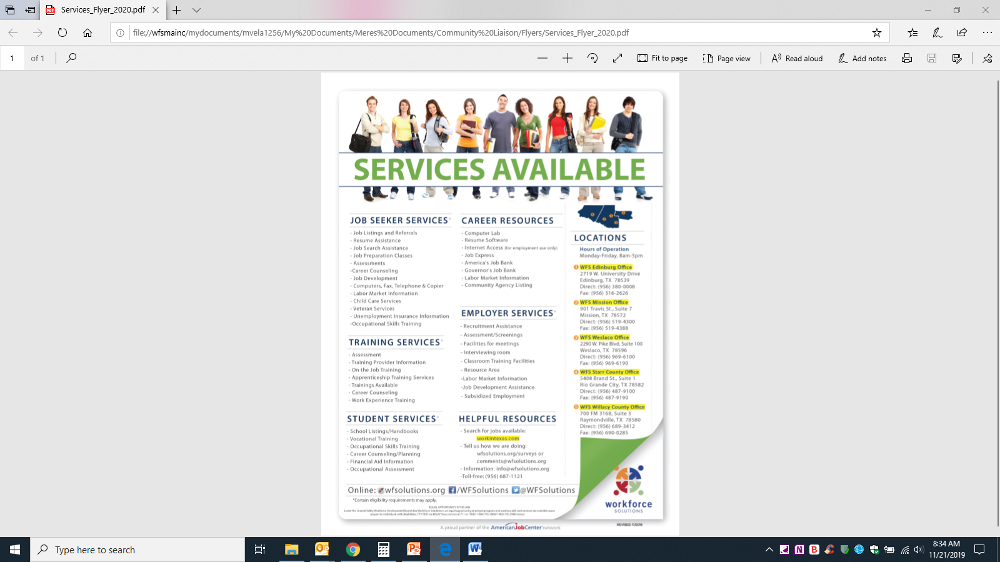 Services_Flyer_2020.pdf
file://wfsmainc/mydocuments/mvela1256/My%20Documents/Meres%20Documents/Community%20Liaison/Flyers/Services_Flyer_2020.pdf
1 of 1
Fit to page
Page view
Read aloud
Add notes
SERVICES AVAILABLE
JOB SEEKER SERVICES*
- Job Listings and Referrals
- Resume Assistance
- Job Search Assistance
- Job Preparation Classes
- Assessments
-Career Counseling
- Job Development
- Computers, Fax, Telephone & Copier
- Labor Market Information
- Child Care Services
- Veteran Services
- Unemployment Insurance Information
-Occupational Skills Training
TRAINING SERVICES*
- Assessment
- Training Provider Information
- On the Job Training
- Apprenticeship Training Services
- Trainings Available
- Career Counseling
- Work Experience Training
STUDENT SERVICES*
- School Listings/Handbooks
- Vocational Training
- Occupational Skills Training
- Career Counseling/Planning
- Financial Aid Information
- Occupational Assessment
CAREER RESOURCES
- Computer Lab
- Resume Software
- Internet Access (for employment use only)
- Job Express
- America's Job Bank
- Governor's Job Bank
- Labor Market Information
- Community Agency Listing
EMPLOYER SERVICES*
- Recruitment Assistance
- Assessment/Screenings
- Facilities for meetings
- Interviewing room
- Classroom Training Facilities
- Resource Area
-Labor Market Information
-Job Development Assistance
- Subsidized Employment
HELPFUL RESOURCES
- Search for jobs available:
workintexas.com
- Tell us how we are doing:
wfsolutions.org/surveys or
comments@wfsolutions.org
- Information: info@wfsolutions.org
-Toll-free: (956) 687-1121
LOCATIONS
Hours of Operation
Monday-Friday, 8am-5pm
1 WFS Edinburg Office
2719 W. University Drive
Edinburg, TX 78539
Direct: (956) 380-0008
Fax: (956) 316-2626
2 WFS Mission Office
901 Travis St., Suite 7
Mission, TX 78572
Direct: (956) 519-4300
Fax: (956) 519-4388
3 WFS Weslaco Office
2290 W. Pike Blvd, Suite 100
Weslaco, TX 78596
Direct: (956) 969-6100
Fax: (956) 969-6190
4 WFS Starr County Office
5408 Brand St., Suite 1
Rio Grande City, TX 78582
Direct: (956) 487-9100
Fax: (956) 487-9190
5 WFS Willacy County Office
700 FM 3168, Suite 3
Raymondville, TX 78580
Direct: (956) 689-3412
Fax: (956) 690-0285
Online: wfsolutions.org /WFSolutions @WFSolutions
*Certain eligibility requirements may apply.
EQUAL OPPORTUNITY IS THE LAW
workforce
SOLUTIONS
A proud partner of the AmericanJobCenter network
REVISED 11/2019
Type here to search
8:34 AM
11/21/2019